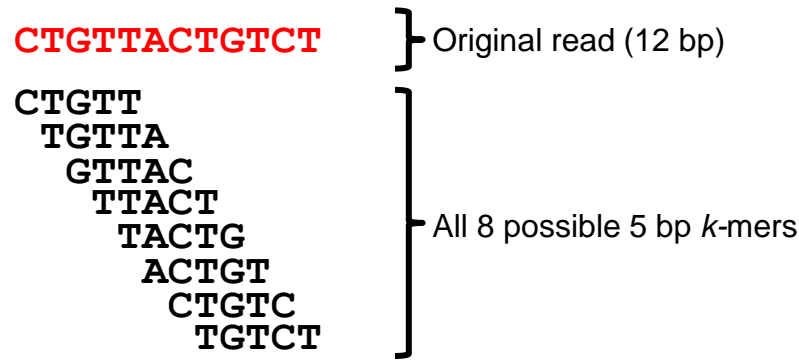 CTGTTACTGTCT
Original read (12 bp)
CTGTT
TGTTA
GTTAC
TTACT
TACTG
ACTGT
CTGTC
TGTCT
All 8 possible 5 bp k-mers